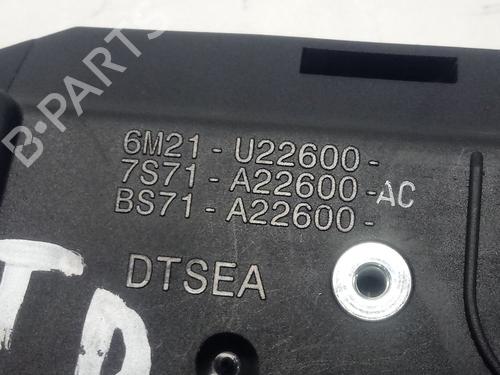 6M21 - U22600 -
7S71 - A22600 - AC
BS71 - A22600 -
DTSEA
B-PARTS